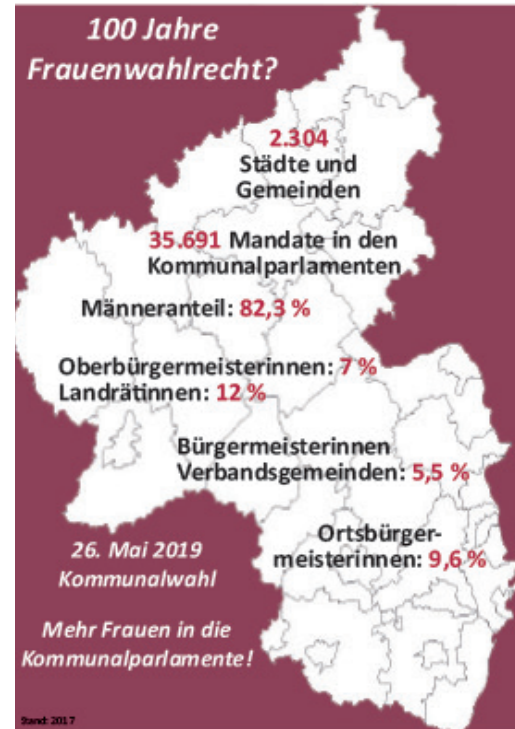 100 Jahre
Frauenwahlrecht?
2.304
Städte und
Gemeinden
35.691 Mandate in den
Kommunalparlamenten
Männeranteil: 82,3 %
Oberbürgermeisterinnen: 7 %
Landrätinnen: 12 %
Bürgermeisterinnen
Verbandsgemeinden: 5,5 %
Ortsbürger-
meisterinnen: 9,6 %
26. Mai 2019
Kommunalwahl
Mehr Frauen in die
Kommunalparlamente!
Stand: 2017